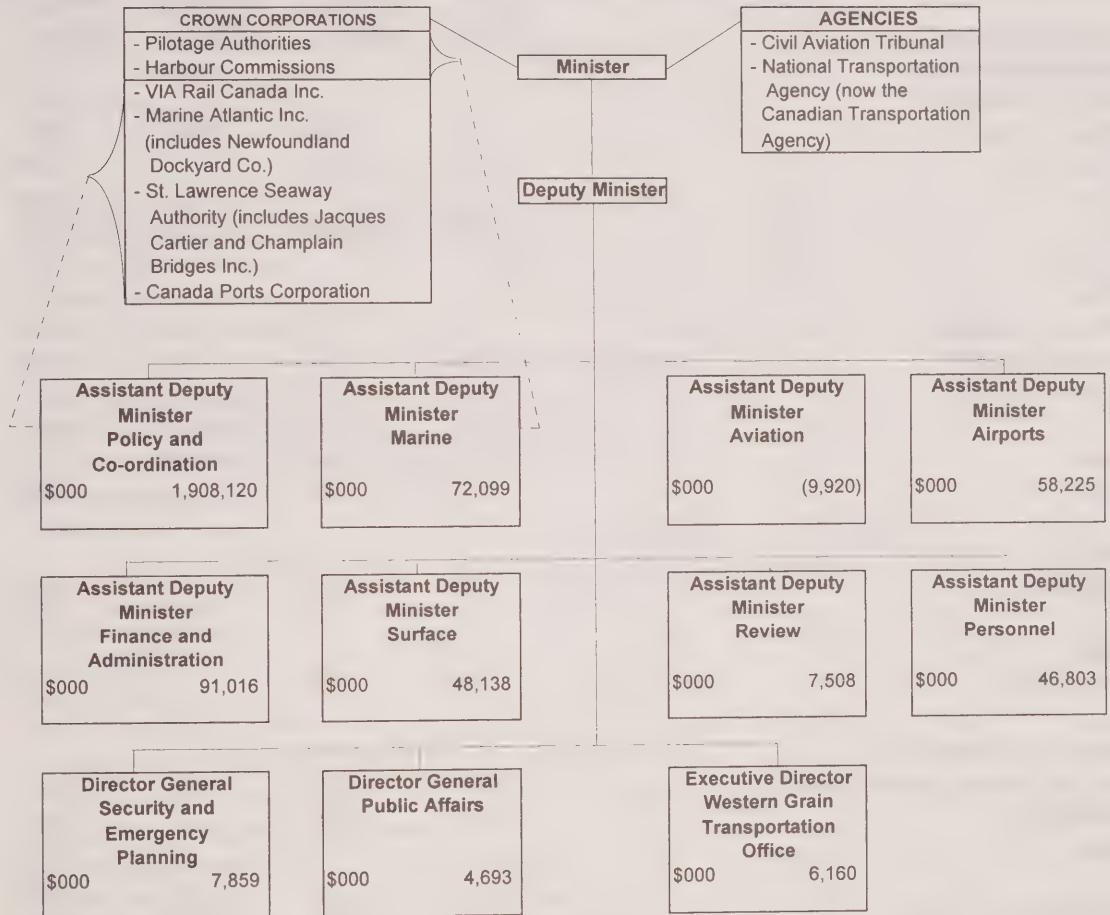 CROWN CORPORATIONS
- Pilotage Authorities
- Harbour Commissions
- VIA Rail Canada Inc.
- Marine Atlantic Inc.
(includes Newfoundland
Dockyard Co.)
- St. Lawrence Seaway
Authority (includes Jacques
Cartier and Champlain
Bridges Inc.)
- Canada Ports Corporation
Minister
AGENCIES
- Civil Aviation Tribunal
- National Transportation
Agency (now the
Canadian Transportation
Agency)
Deputy Minister
Assistant Deputy
Minister
Policy and
Co-ordination
$000 1,908,120
Assistant Deputy
Minister
Marine
$000 72,099
Assistant Deputy
Minister
Aviation
$000 (9,920)
Assistant Deputy
Minister
Airports
$000 58,225
Assistant Deputy
Minister
Finance and
Administration
$000 91,016
Assistant Deputy
Minister
Surface
$000 48,138
Assistant Deputy
Minister
Review
$000 7,508
Assistant Deputy
Minister
Personnel
$000 46,803
Director General
Security and
Emergency
Planning
$000 7,859
Director General
Public Affairs
$000 4,693
Executive Director
Western Grain
Transportation
Office
$000 6,160